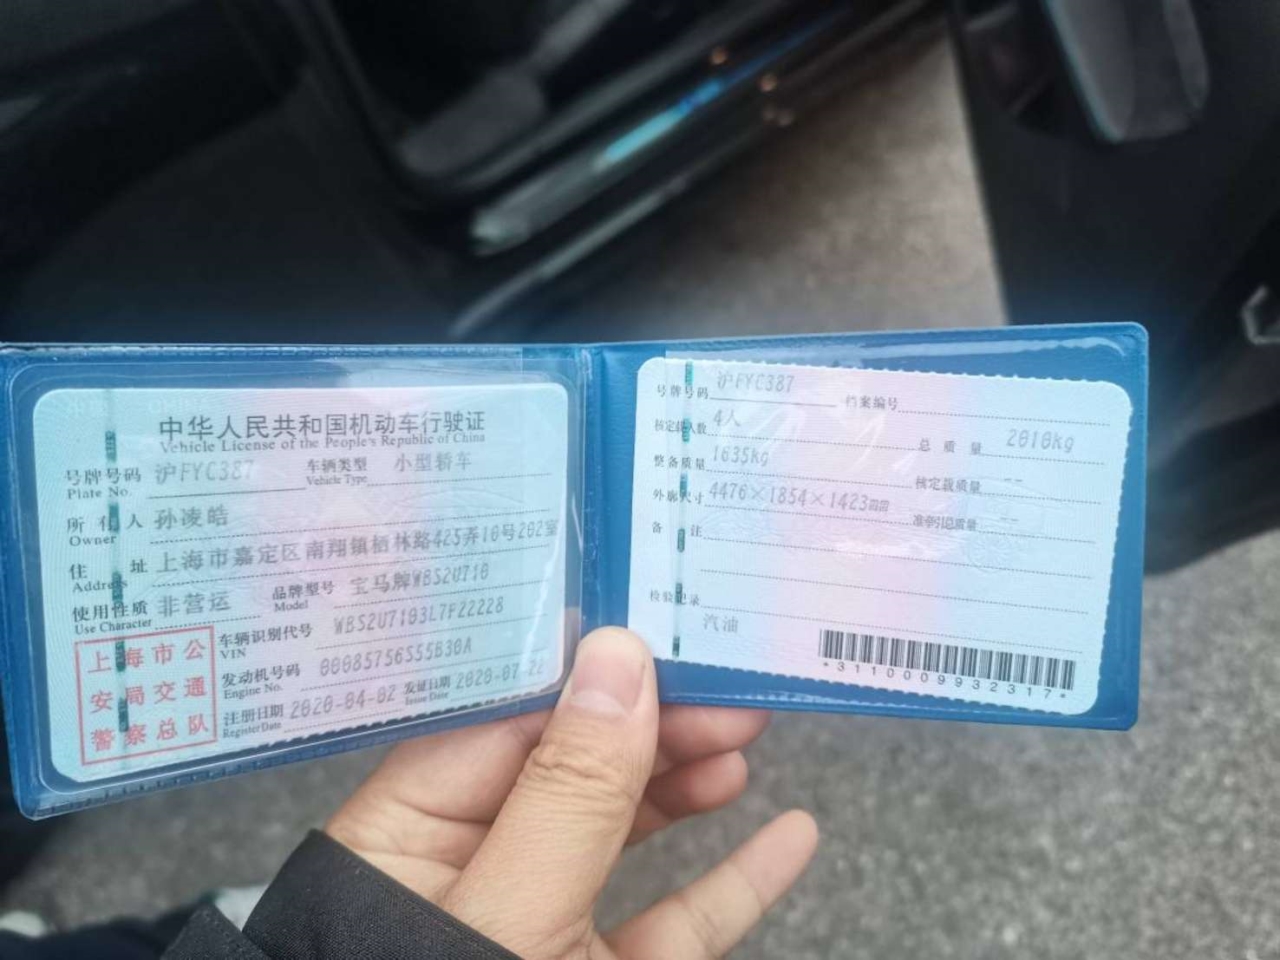 中华人民共和国机动车行驶证
Vehicle License of the People's Republic of China
号牌号码 沪FYC387 车辆类型 小型轿车
Plate No. Vehicle Type
所有人 孙凌皓
Owner
住址 上海市嘉定区南翔镇栖林路425弄10号202室
Address
使用性质 非营运 品牌型号 宝马牌WBS2U710
Use Character Model
车辆识别代号 WBS2U7103L7F22228
VIN
发动机号码 00085756S55B30A
Engine No.
注册日期 2020-04-02 发证日期 2020-07-22
Register Date Issue Date
上海市公
安局交通
警察总队
号牌号码 沪FYC387 档案编号
核定载人数 4人 总质量 2010kg
整备质量 1635kg 核定载质量 --
外廓尺寸 4476×1854×1423mm 准牵引总质量 --
备注
检验记录
汽油
*3110009932317*